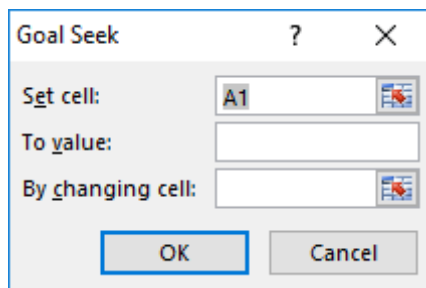 Goal Seek ? ×
Set cell: A1
To value:
By changing cell:
OK Cancel